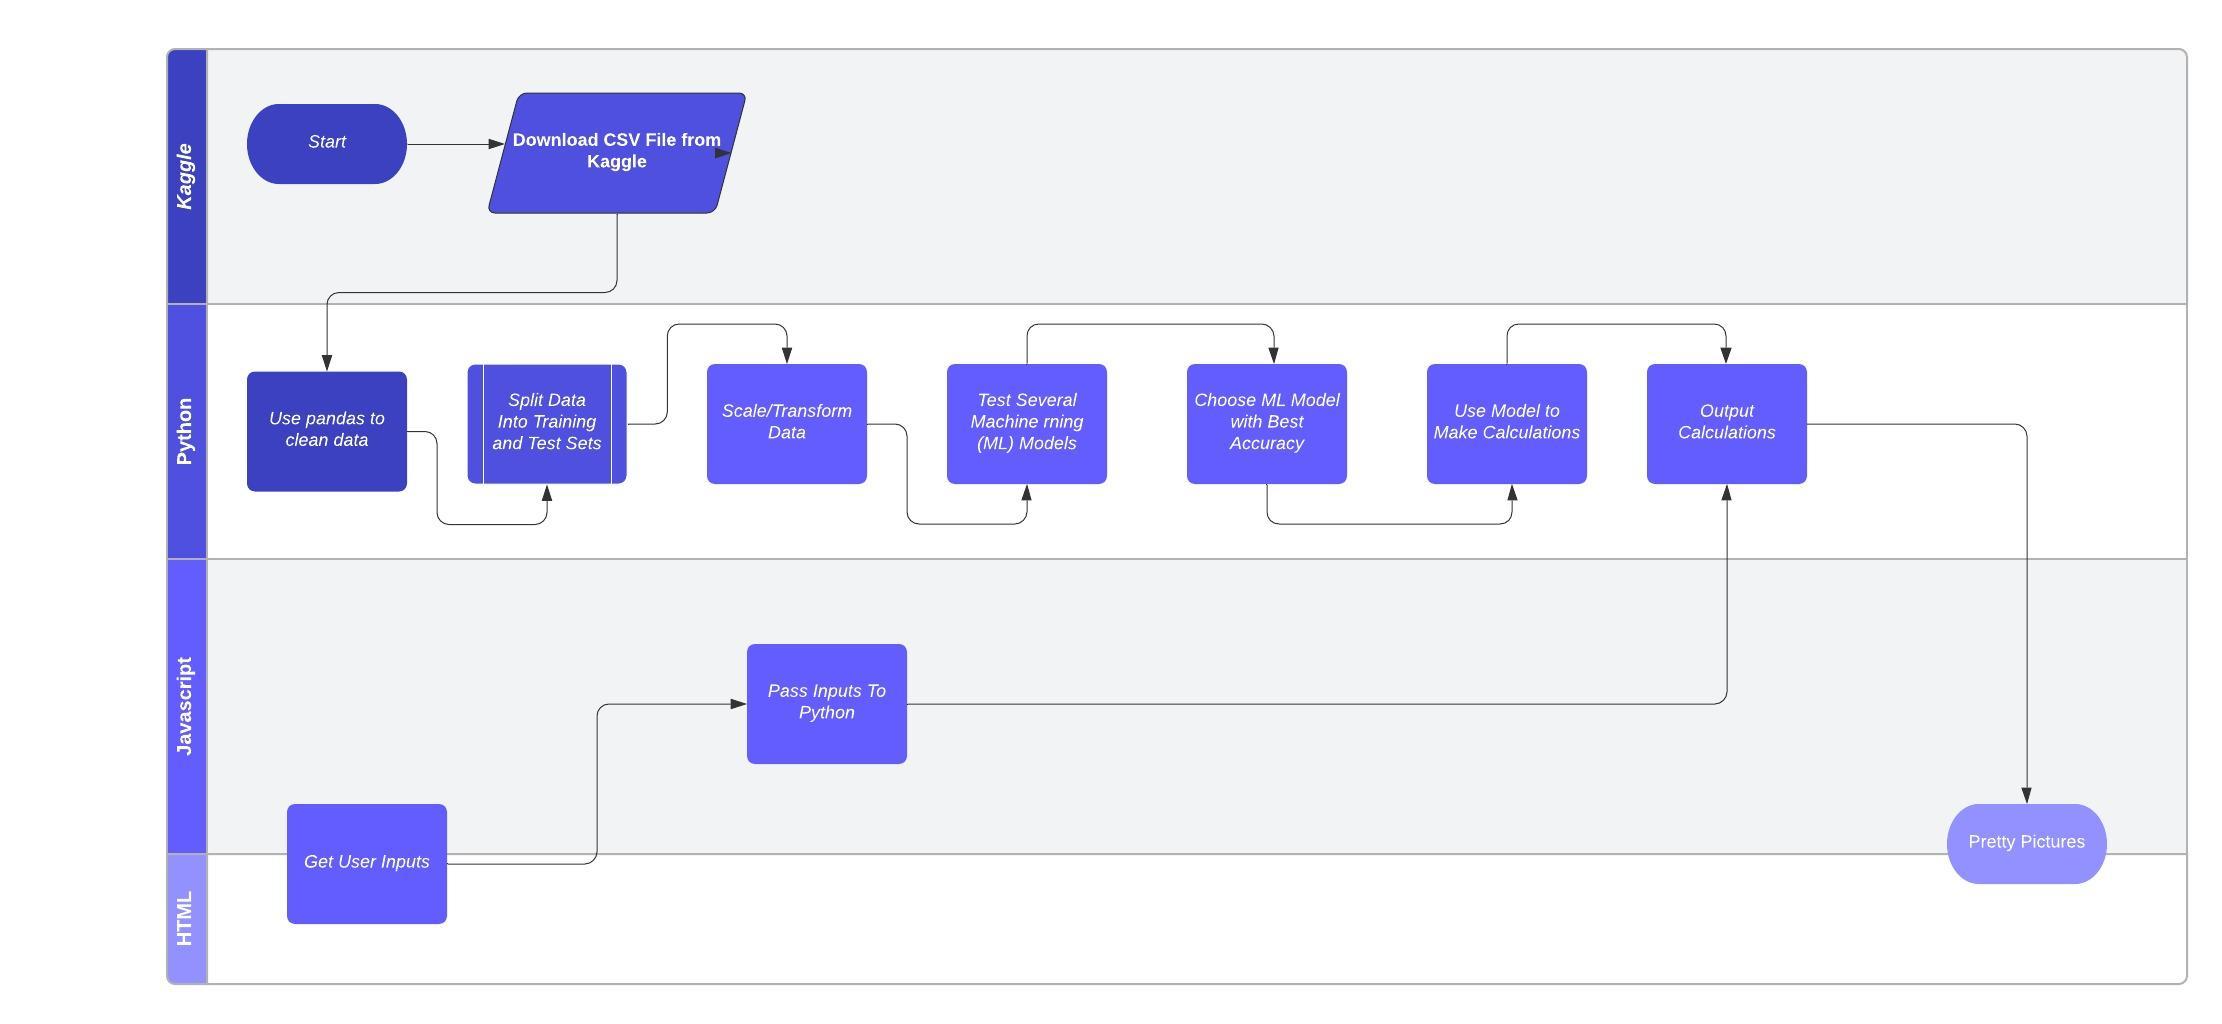 Kaggle
Start
Download CSV File from
Kaggle
Python
Use pandas to
clean data
Split Data
Into Training
and Test Sets
Scale/Transform
Data
Test Several
Machine rning
(ML) Models
Choose ML Model
with Best
Accuracy
Use Model to
Make Calculations
Output
Calculations
Javascript
Pass Inputs To
Python
Get User Inputs
Pretty Pictures
HTML